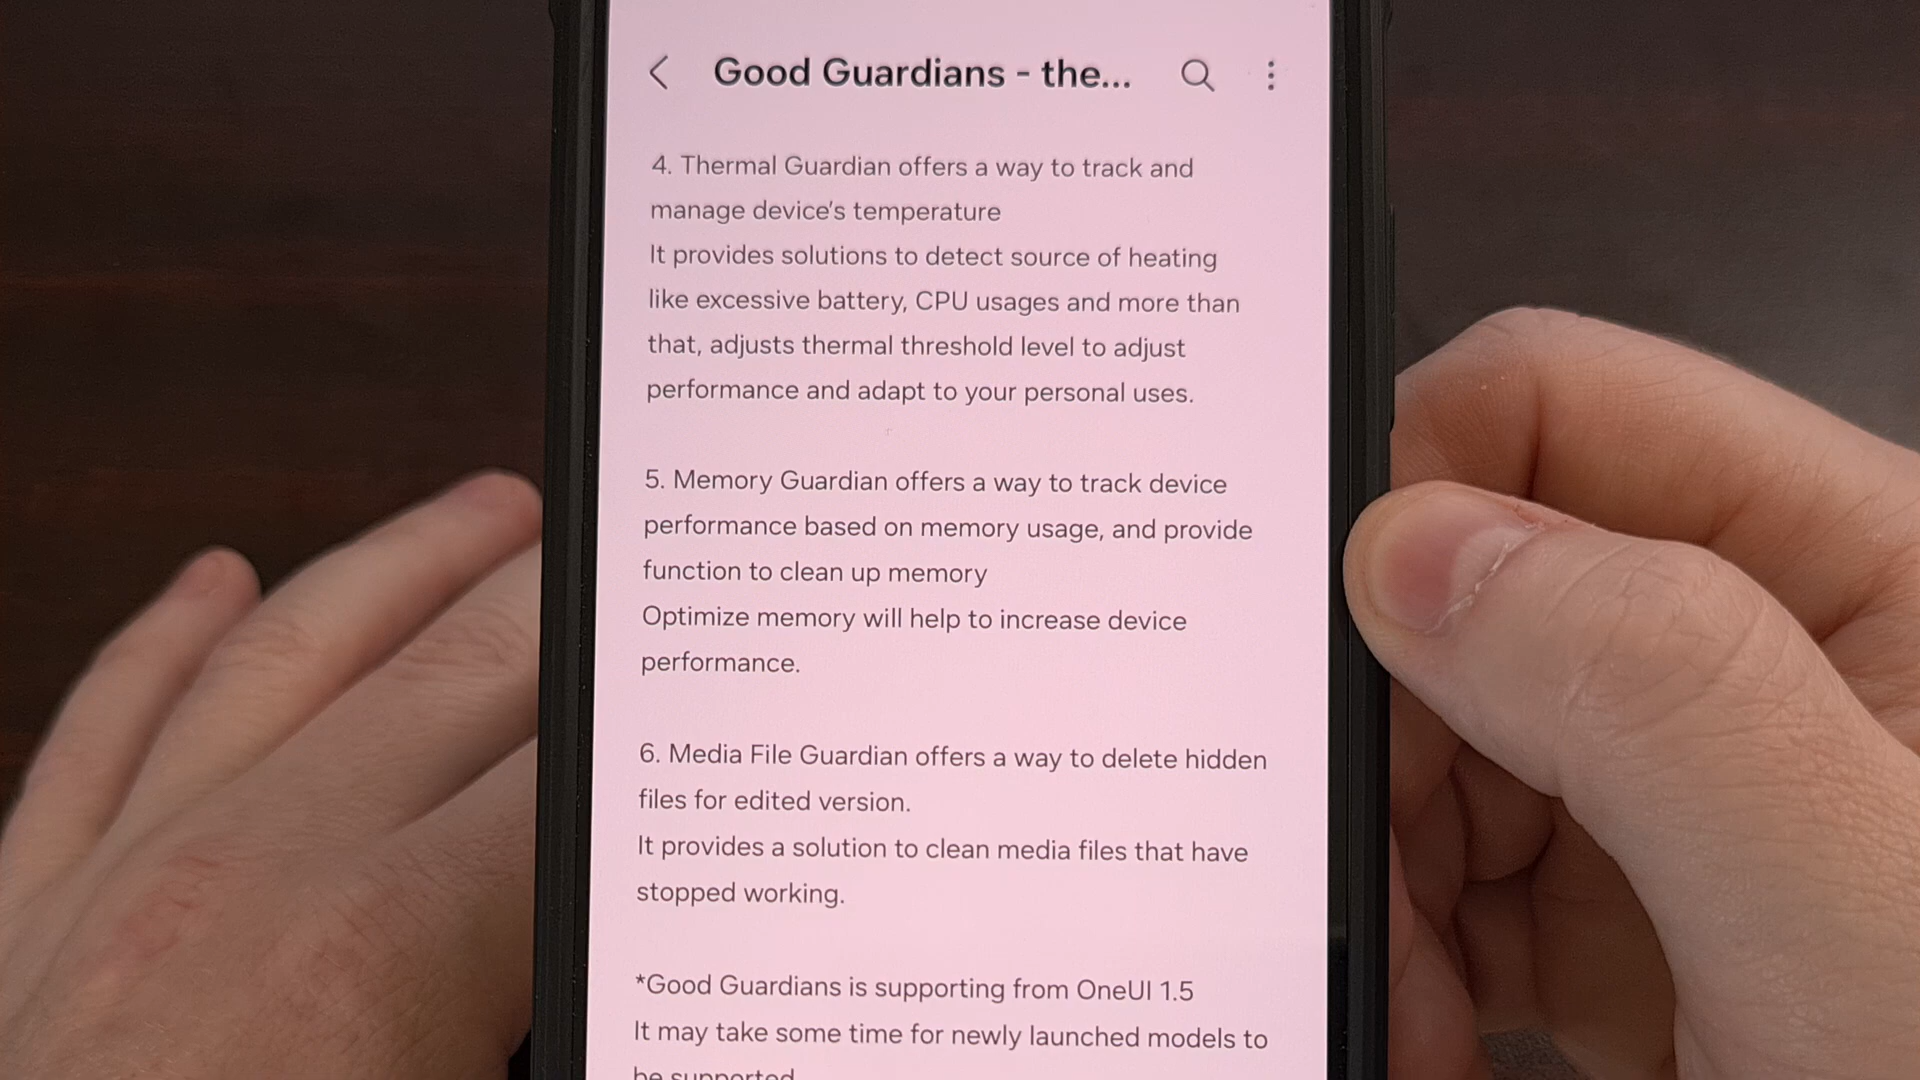 Good Guardians - the...
4. Thermal Guardian offers a way to track and
manage device's temperature
It provides solutions to detect source of heating
like excessive battery, CPU usages and more than
that, adjusts thermal threshold level to adjust
performance and adapt to your personal uses.
5. Memory Guardian offers a way to track device
performance based on memory usage, and provide
function to clean up memory
Optimize memory will help to increase device
performance.
6. Media File Guardian offers a way to delete hidden
files for edited version.
It provides a solution to clean media files that have
stopped working.
*Good Guardians is supporting from OneUI 1.5
It may take some time for newly launched models to
be supported